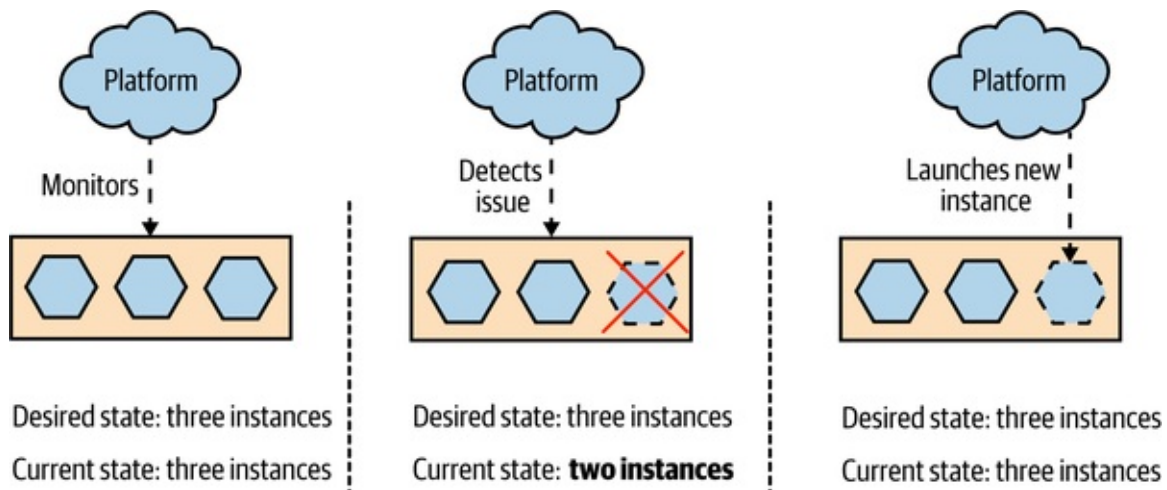 Platform
Monitors
Desired state: three instances
Current state: three instances
Platform
Detects
issue
Desired state: three instances
Current state: two instances
Platform
Launches new
instance
Desired state: three instances
Current state: three instances